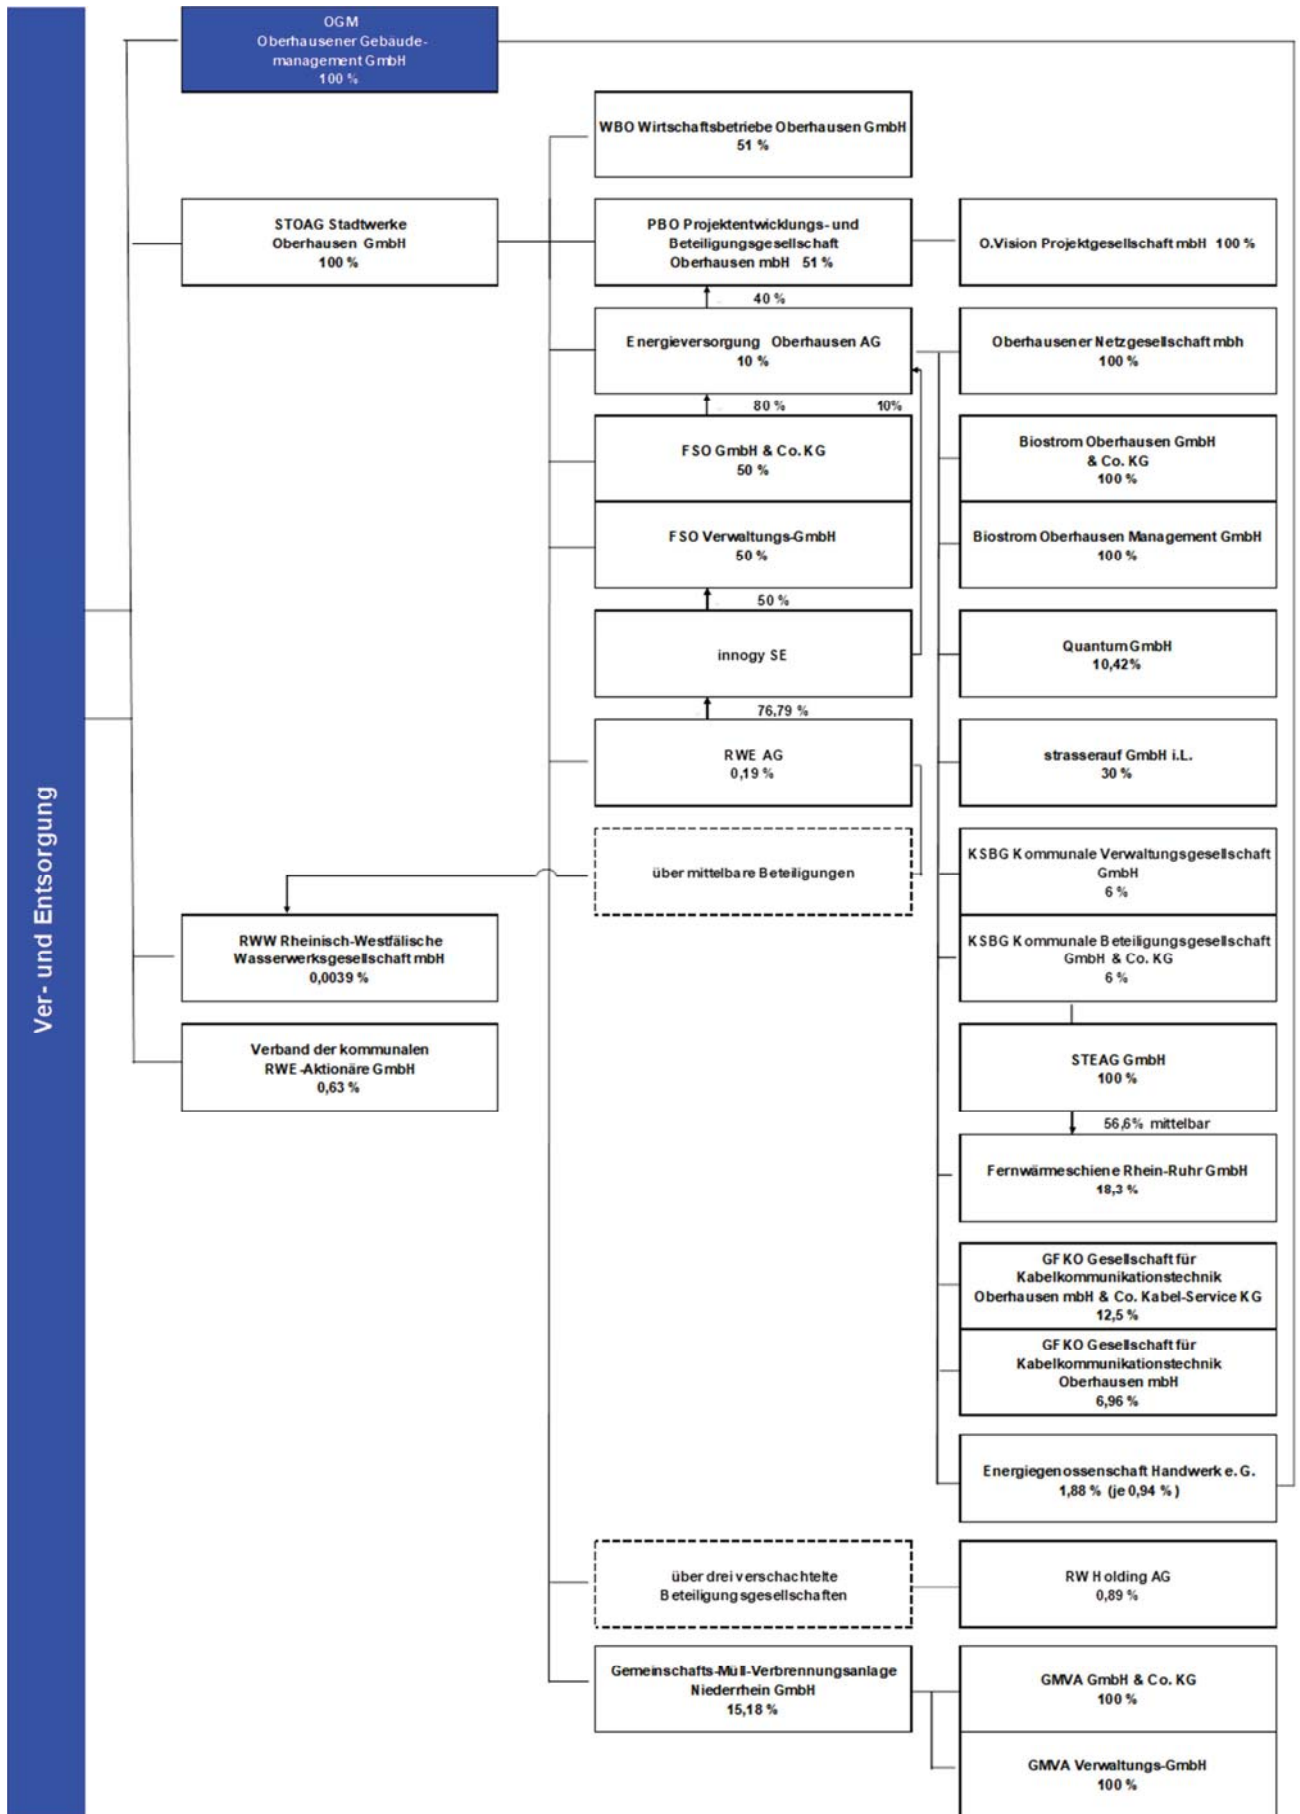 Ver- und Entsorgung
OGM
Oberhausener Gebäude-
management GmbH
100 %
STOAG Stadtwerke
Oberhausen GmbH
100 %
RWW Rheinisch-Westfälische
Wasserwerksgesellschaft mbH
0,0039 %
Verband der kommunalen
RWE-Aktionäre GmbH
0,63 %
WBO Wirtschaftsbetriebe Oberhausen GmbH
51 %
PBO Projektentwicklungs- und
Beteiligungsgesellschaft
Oberhausen mbH 51 %
40 %
Energieversorgung Oberhausen AG
10 %
80 %
10%
FSO GmbH & Co. KG
50 %
FSO Verwaltungs-GmbH
50 %
50 %
innogy SE
76,79 %
RWE AG
0,19 %
über mittelbare Beteiligungen
über drei verschachtelte
Beteiligungsgesellschaften
Gemeinschafts-Müll-Verbrennungsanlage
Niederrhein GmbH
15,18 %
O.Vision Projektgesellschaft mbH 100 %
Oberhausener Netzgesellschaft mbh
100 %
Biostrom Oberhausen GmbH
& Co. KG
100 %
Biostrom Oberhausen Management GmbH
100 %
Quantum GmbH
10,42%
strasserauf GmbH i.L.
30 %
KSBG Kommunale Verwaltungsgesellschaft
GmbH
6 %
KSBG Kommunale Beteiligungsgesellschaft
GmbH & Co. KG
6 %
STEAG GmbH
100 %
56,6% mittelbar
Fernwärmeschiene Rhein-Ruhr GmbH
18,3 %
GFKO Gesellschaft für
Kabelkommunikationstechnik
Oberhausen mbH & Co. Kabel-Service KG
12,5 %
GFKO Gesellschaft für
Kabelkommunikationstechnik
Oberhausen mbH
6,96 %
Energiegenossenschaft Handwerk e. G.
1,88 % (je 0,94 %)
RW Holding AG
0,89 %
GMVA GmbH & Co. KG
100 %
GMVA Verwaltungs-GmbH
100 %